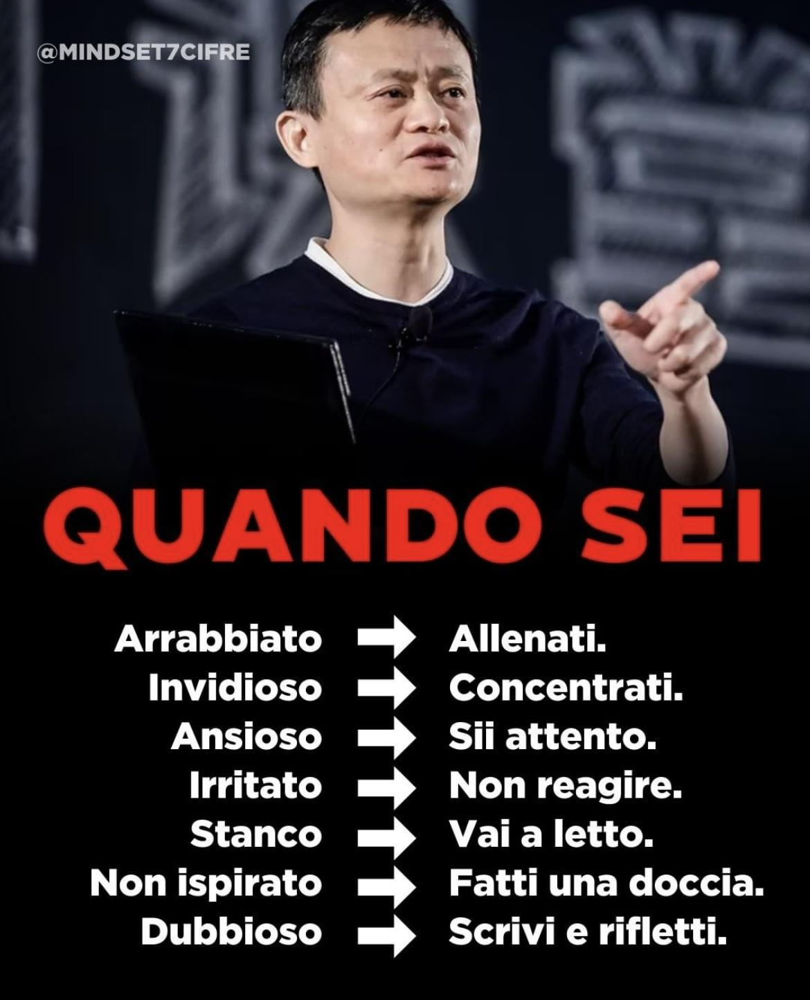 @MINDSET7CIFRE
QUANDO SEI
Arrabbiato ➡ Allenati.
Invidioso ➡ Concentrati.
Ansioso ➡ Sii attento.
Irritato ➡ Non reagire.
Stanco ➡ Vai a letto.
Non ispirato ➡ Fatti una doccia.
Dubbioso ➡ Scrivi e rifletti.